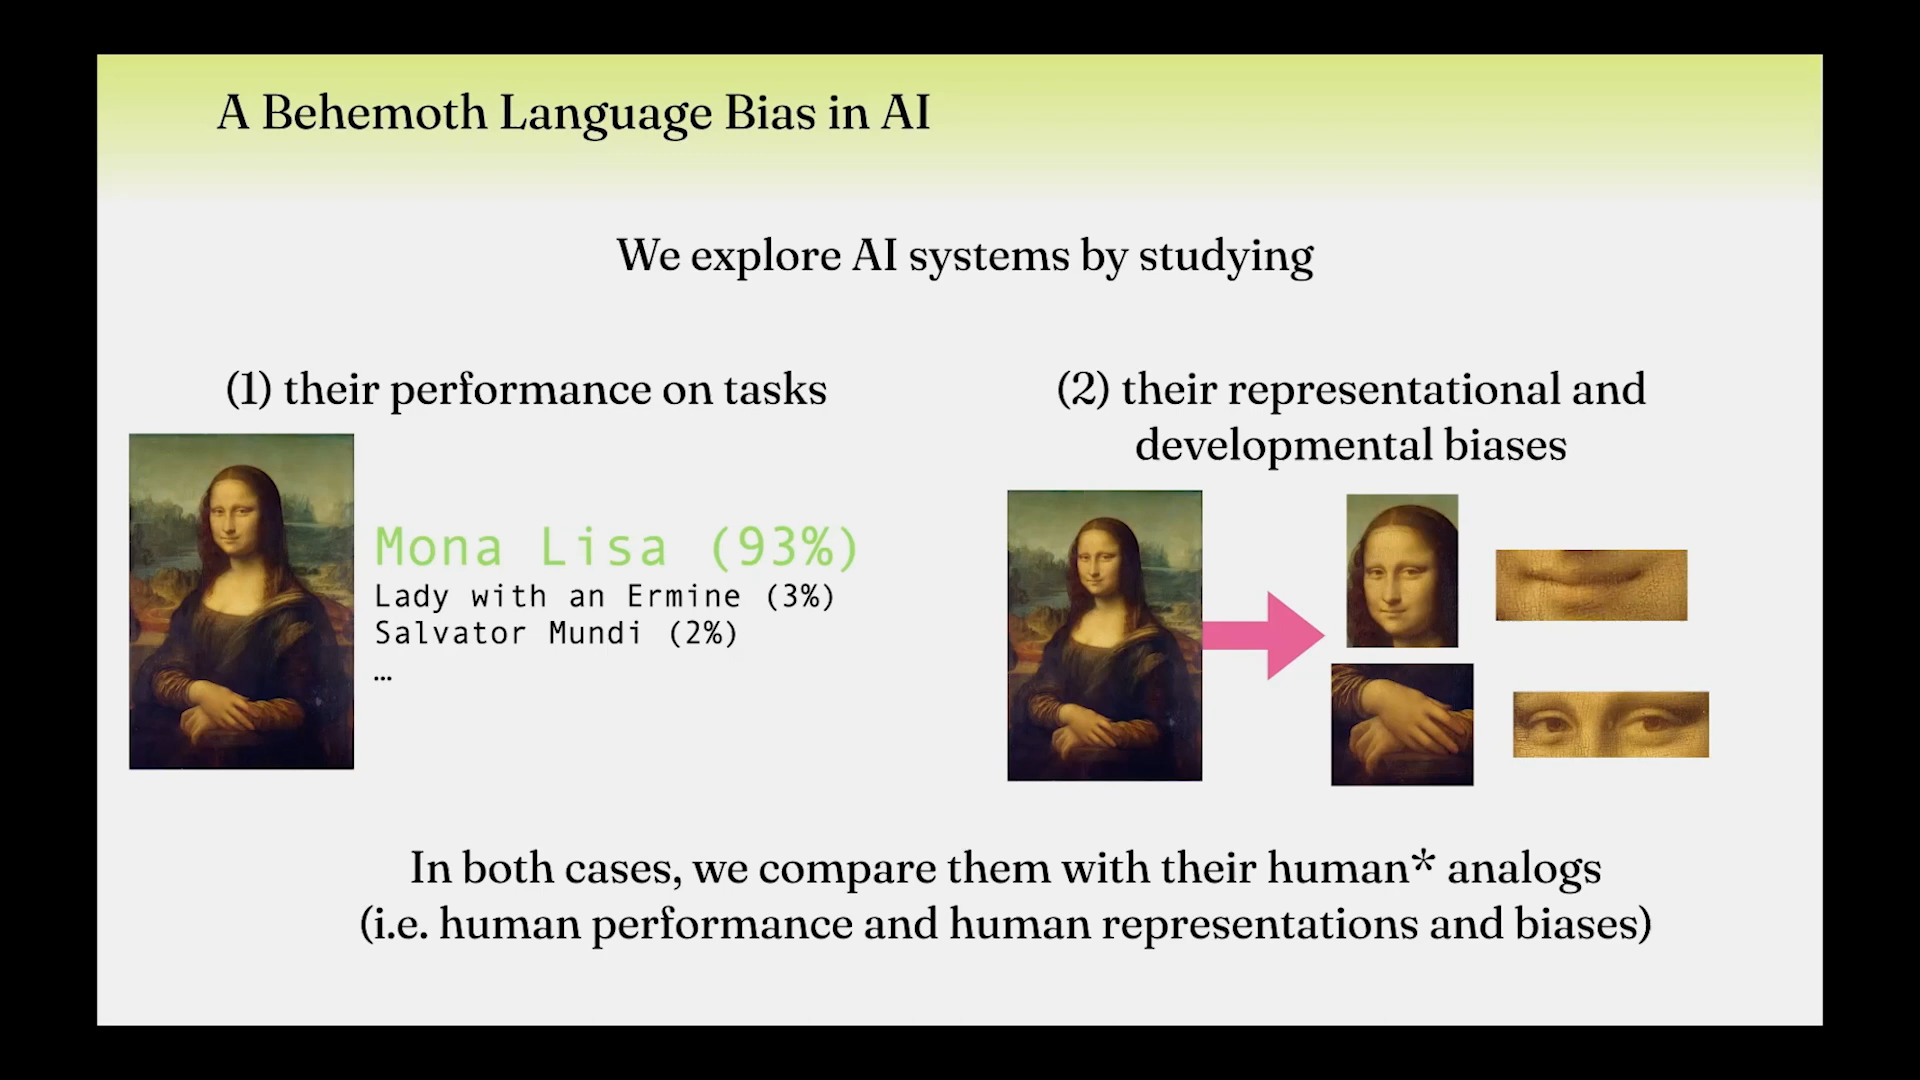 A Behemoth Language Bias in AI
We explore AI systems by studying
(1) their performance on tasks
Mona Lisa (93%)
Lady with an Ermine (3%)
Salvator Mundi (2%)
…
(2) their representational and
developmental biases
In both cases, we compare them with their human* analogs
(i.e. human performance and human representations and biases)